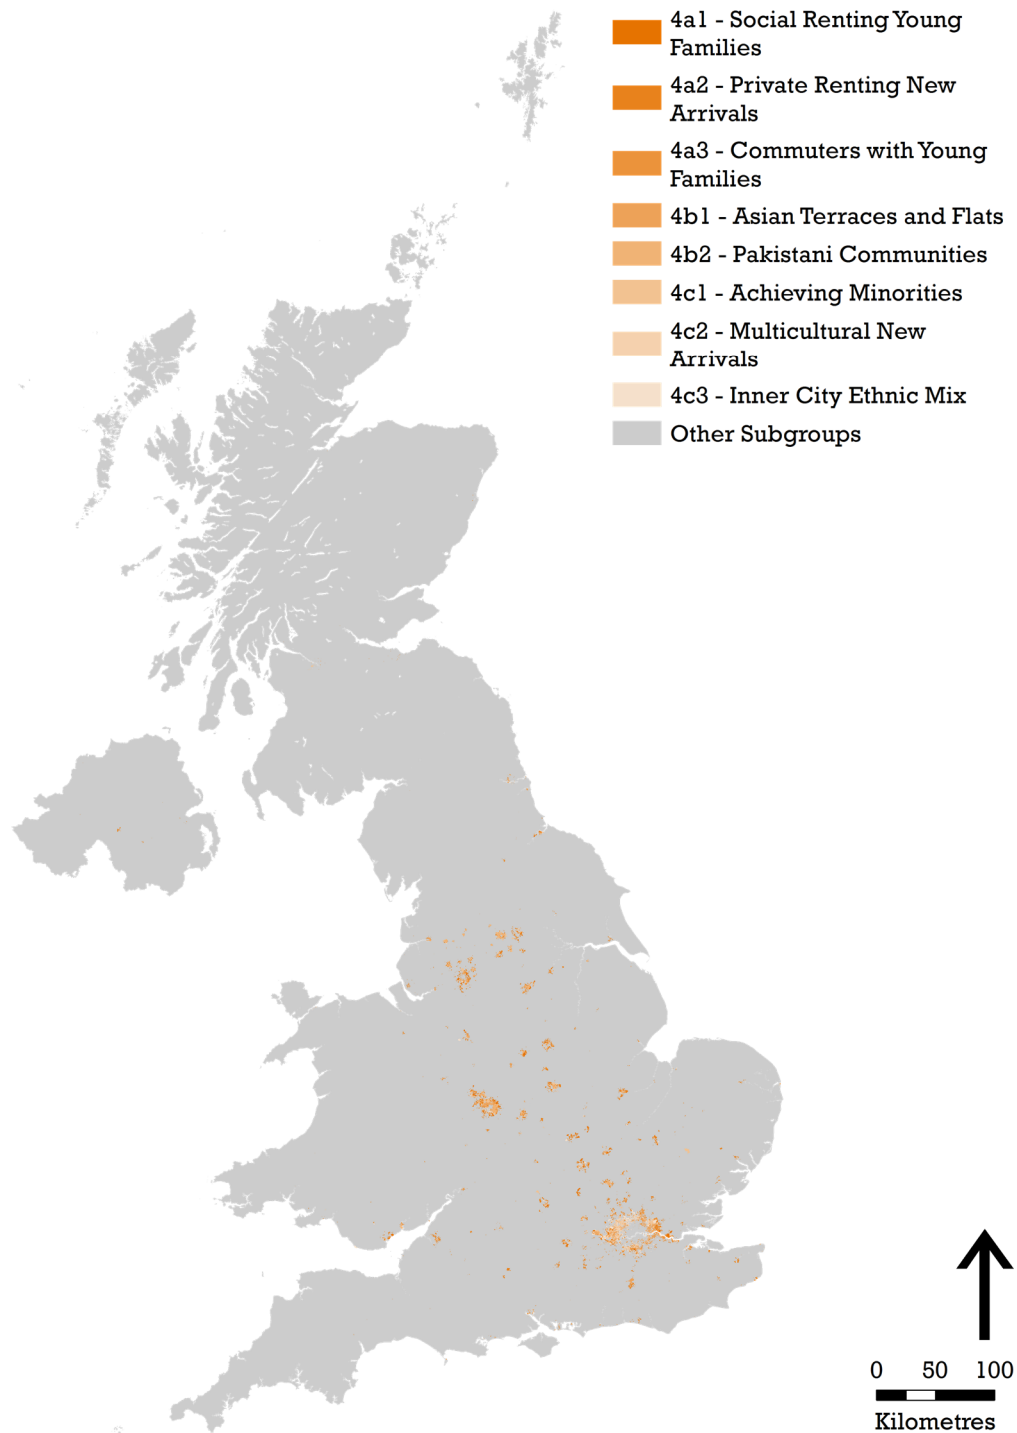 4a1 - Social Renting Young
Families
4a2 - Private Renting New
Arrivals
4a3 - Commuters with Young
Families
4b1 - Asian Terraces and Flats
4b2 - Pakistani Communities
4c1 - Achieving Minorities
4c2 - Multicultural New
Arrivals
4c3 - Inner City Ethnic Mix
Other Subgroups
0 50 100
Kilometres